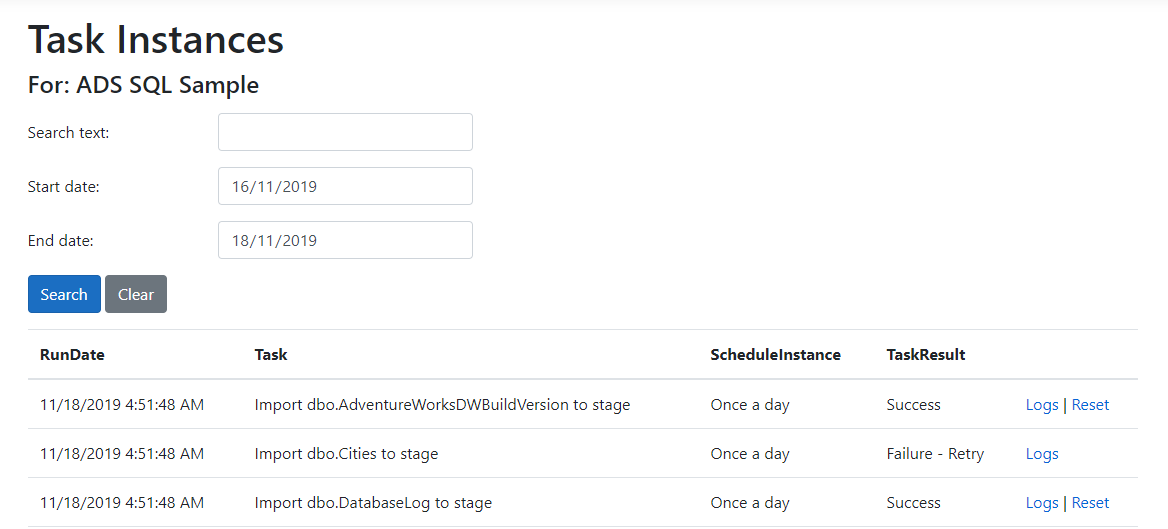 Task Instances
For: ADS SQL Sample
Search text:
Start date: 16/11/2019
End date: 18/11/2019
Search Clear
RunDate Task ScheduleInstance TaskResult
11/18/2019 4:51:48 AM Import dbo.AdventureWorksDWBuildVersion to stage Once a day Success Logs | Reset
11/18/2019 4:51:48 AM Import dbo.Cities to stage Once a day Failure - Retry Logs
11/18/2019 4:51:48 AM Import dbo.DatabaseLog to stage Once a day Success Logs | Reset